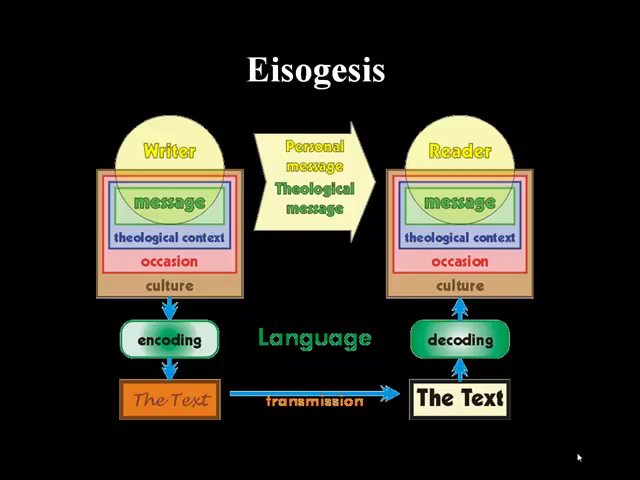 Eisogesis
Writer
message
theological context
occasion
culture
encoding
The Text
Personal
message
Theological
message
Language
transmission
Reader
message
theological context
occasion
culture
decoding
The Text